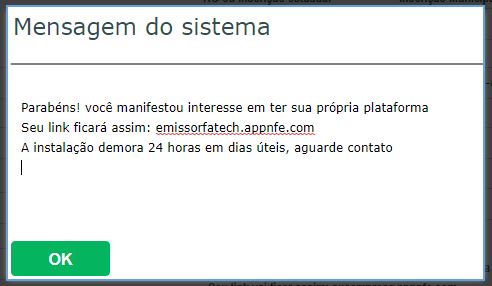 Mensagem do sistema
Parabéns! você manifestou interesse em ter sua própria plataforma
Seu link ficará assim: emissorfatech.appnfe.com
A instalação demora 24 horas em dias úteis, aguarde contato
OK